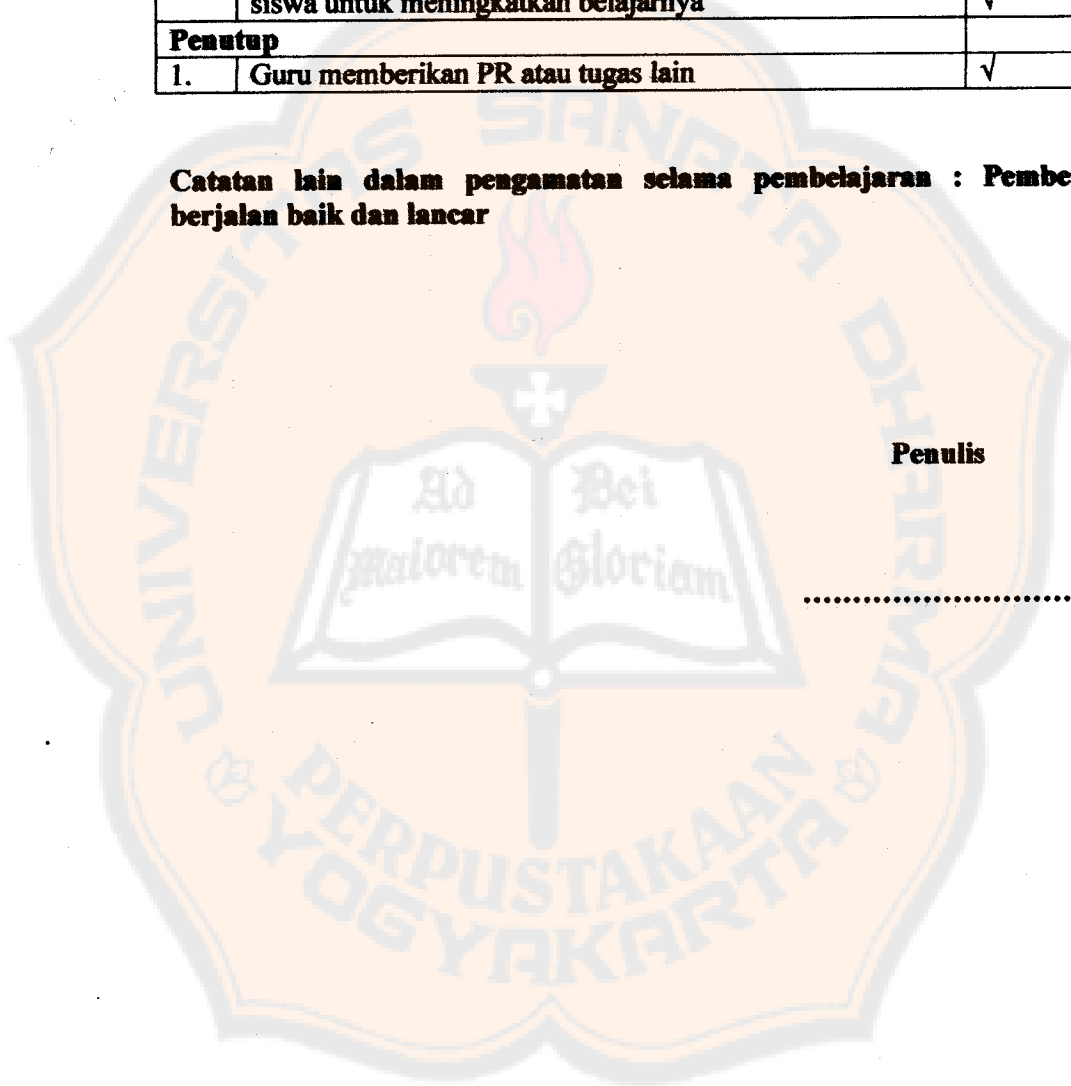 siswa untuk meningkatkan belajarnya √
Penutup
1. Guru memberikan PR atau tugas lain √
Catatan lain dalam pengamatan selama pembelajaran : Pembe
berjalan baik dan lancar
Penulis
...........................
UNIVERSITAS SANATA DHARMA
Ad Dei
Maiorem Gloriam
PERPUSTAKAAN
YOGYAKARTA